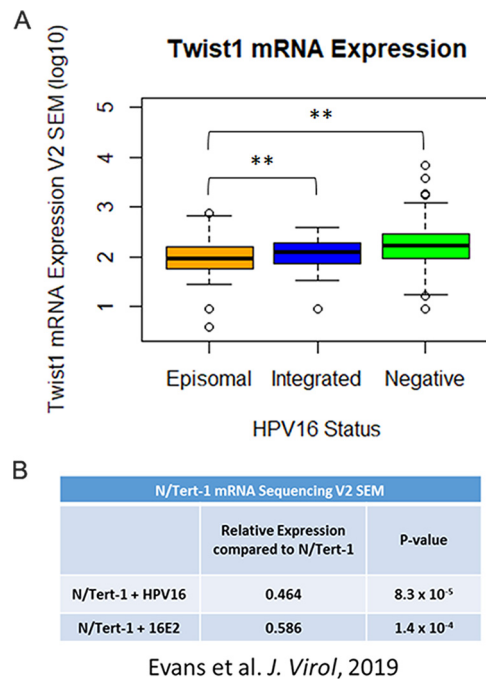 A
Twist1 mRNA Expression
Twist1 mRNA Expression V2 SEM (log10)
5
4
3
2
1
**
**
Episomal
Integrated
Negative
HPV16 Status
B
N/Tert-1 mRNA Sequencing V2 SEM
Relative Expression
compared to N/Tert-1
P-value
N/Tert-1 + HPV16
0.464
8.3 x 10⁻⁵
N/Tert-1 + 16E2
0.586
1.4 x 10⁻⁴
Evans et al. J. Virol, 2019